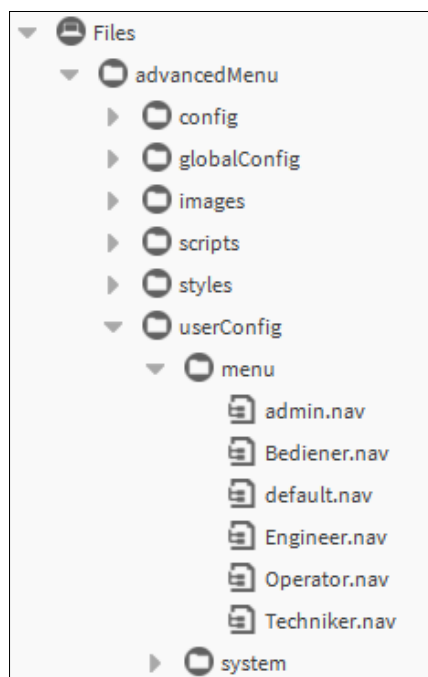 Files
advancedMenu
config
globalConfig
images
scripts
styles
userConfig
menu
admin.nav
Bediener.nav
default.nav
Engineer.nav
Operator.nav
Techniker.nav
system